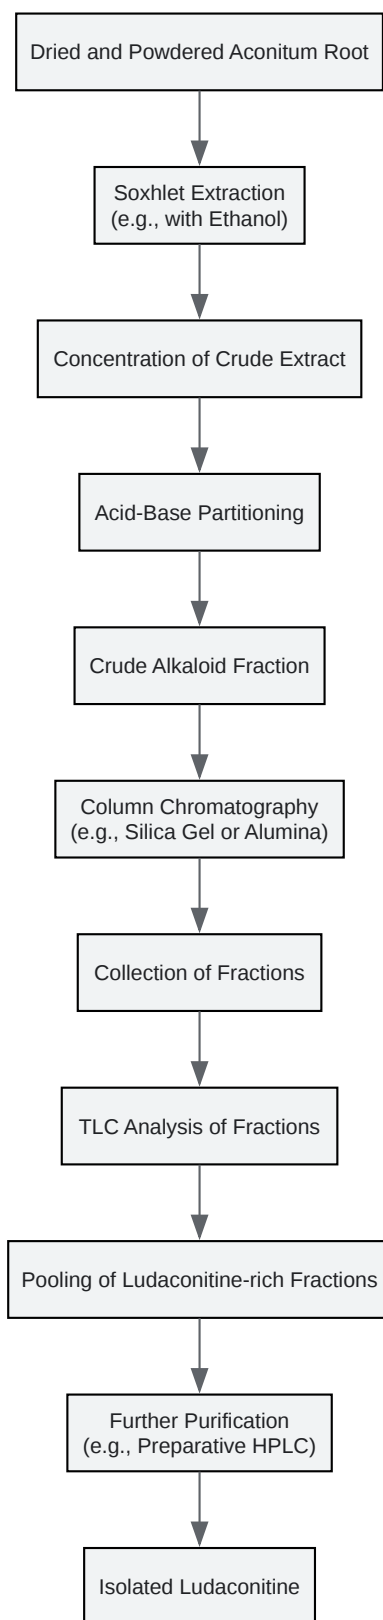 Dried and Powdered Aconitum Root
Soxhlet Extraction
(e.g., with Ethanol)
Concentration of Crude Extract
Acid-Base Partitioning
Crude Alkaloid Fraction
Column Chromatography
(e.g., Silica Gel or Alumina)
Collection of Fractions
TLC Analysis of Fractions
Pooling of Ludaconitine-rich Fractions
Further Purification
(e.g., Preparative HPLC)
Isolated Ludaconitine